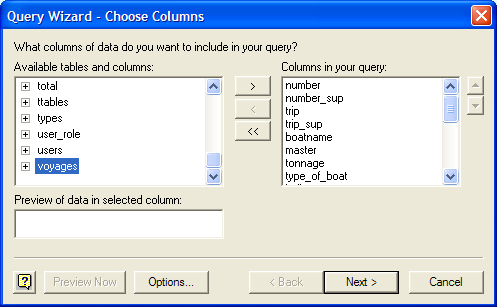 Query Wizard - Choose Columns
What columns of data do you want to include in your query?
Available tables and columns:
total
ttables
types
user_role
users
voyages
>
<
<<
Columns in your query:
number
number_sup
trip
trip_sup
boatname
master
tonnage
type_of_boat
Preview of data in selected column:
?
Preview Now
Options...
< Back
Next >
Cancel